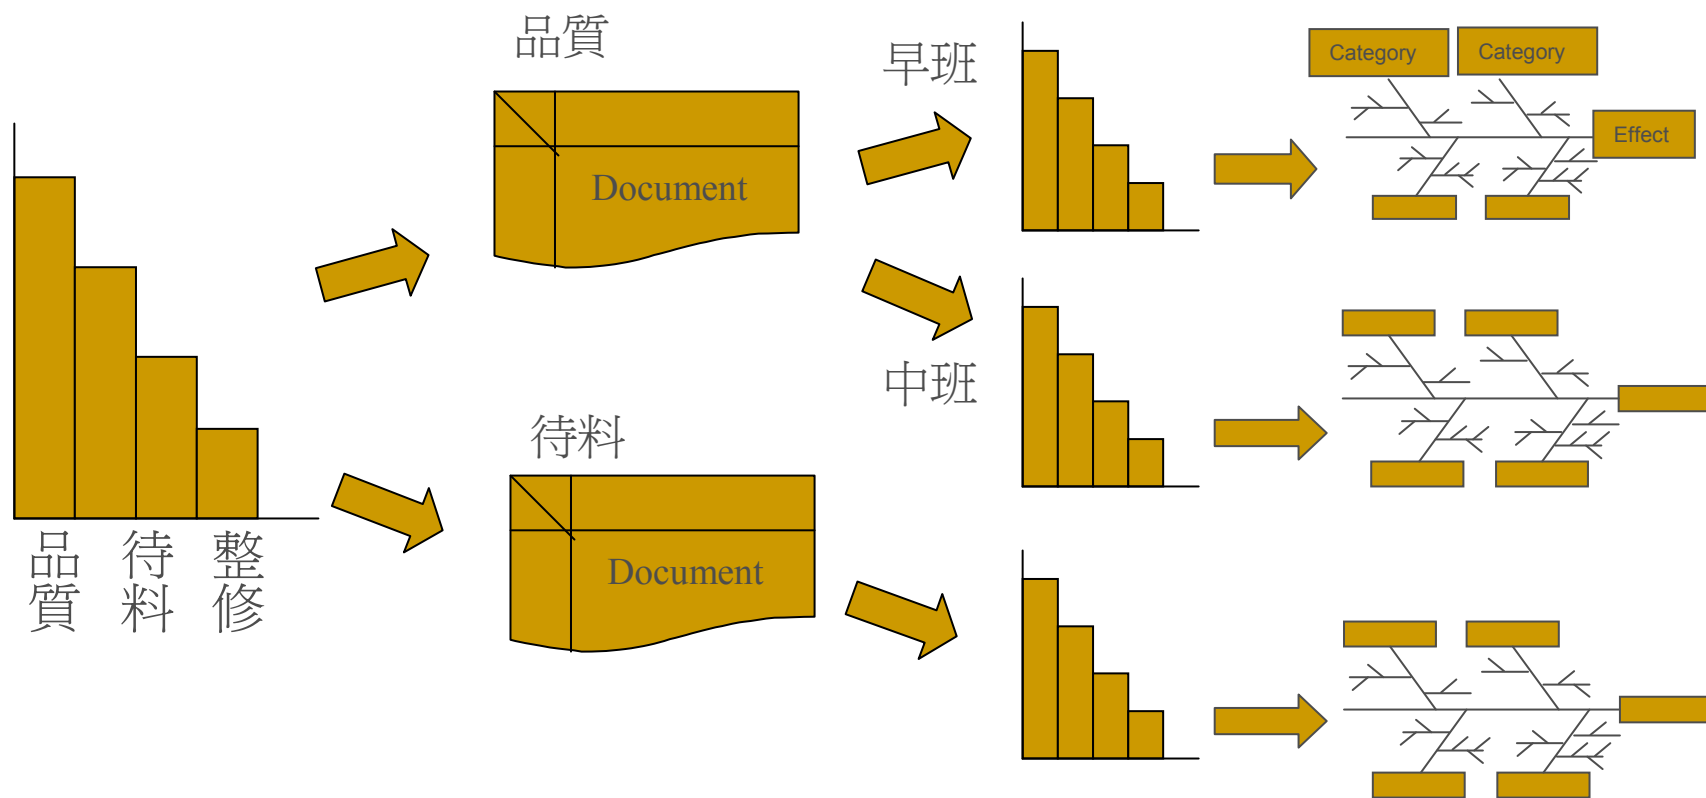 品質
待料
整修
品質
Document
待料
Document
早班
中班
Category
Category
Effect